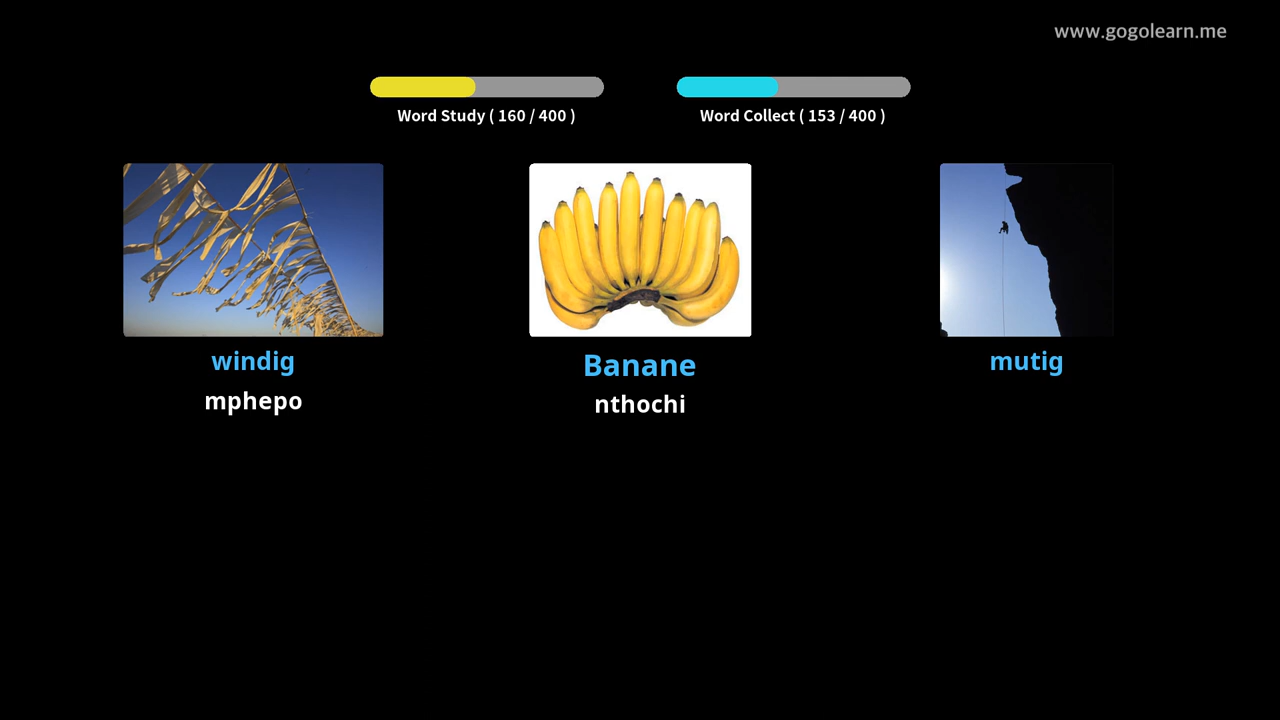 www.gogolearn.me
Word Study ( 160 / 400 )
Word Collect ( 153 / 400 )
windig
Banane
mutig
mphepo
nthochi